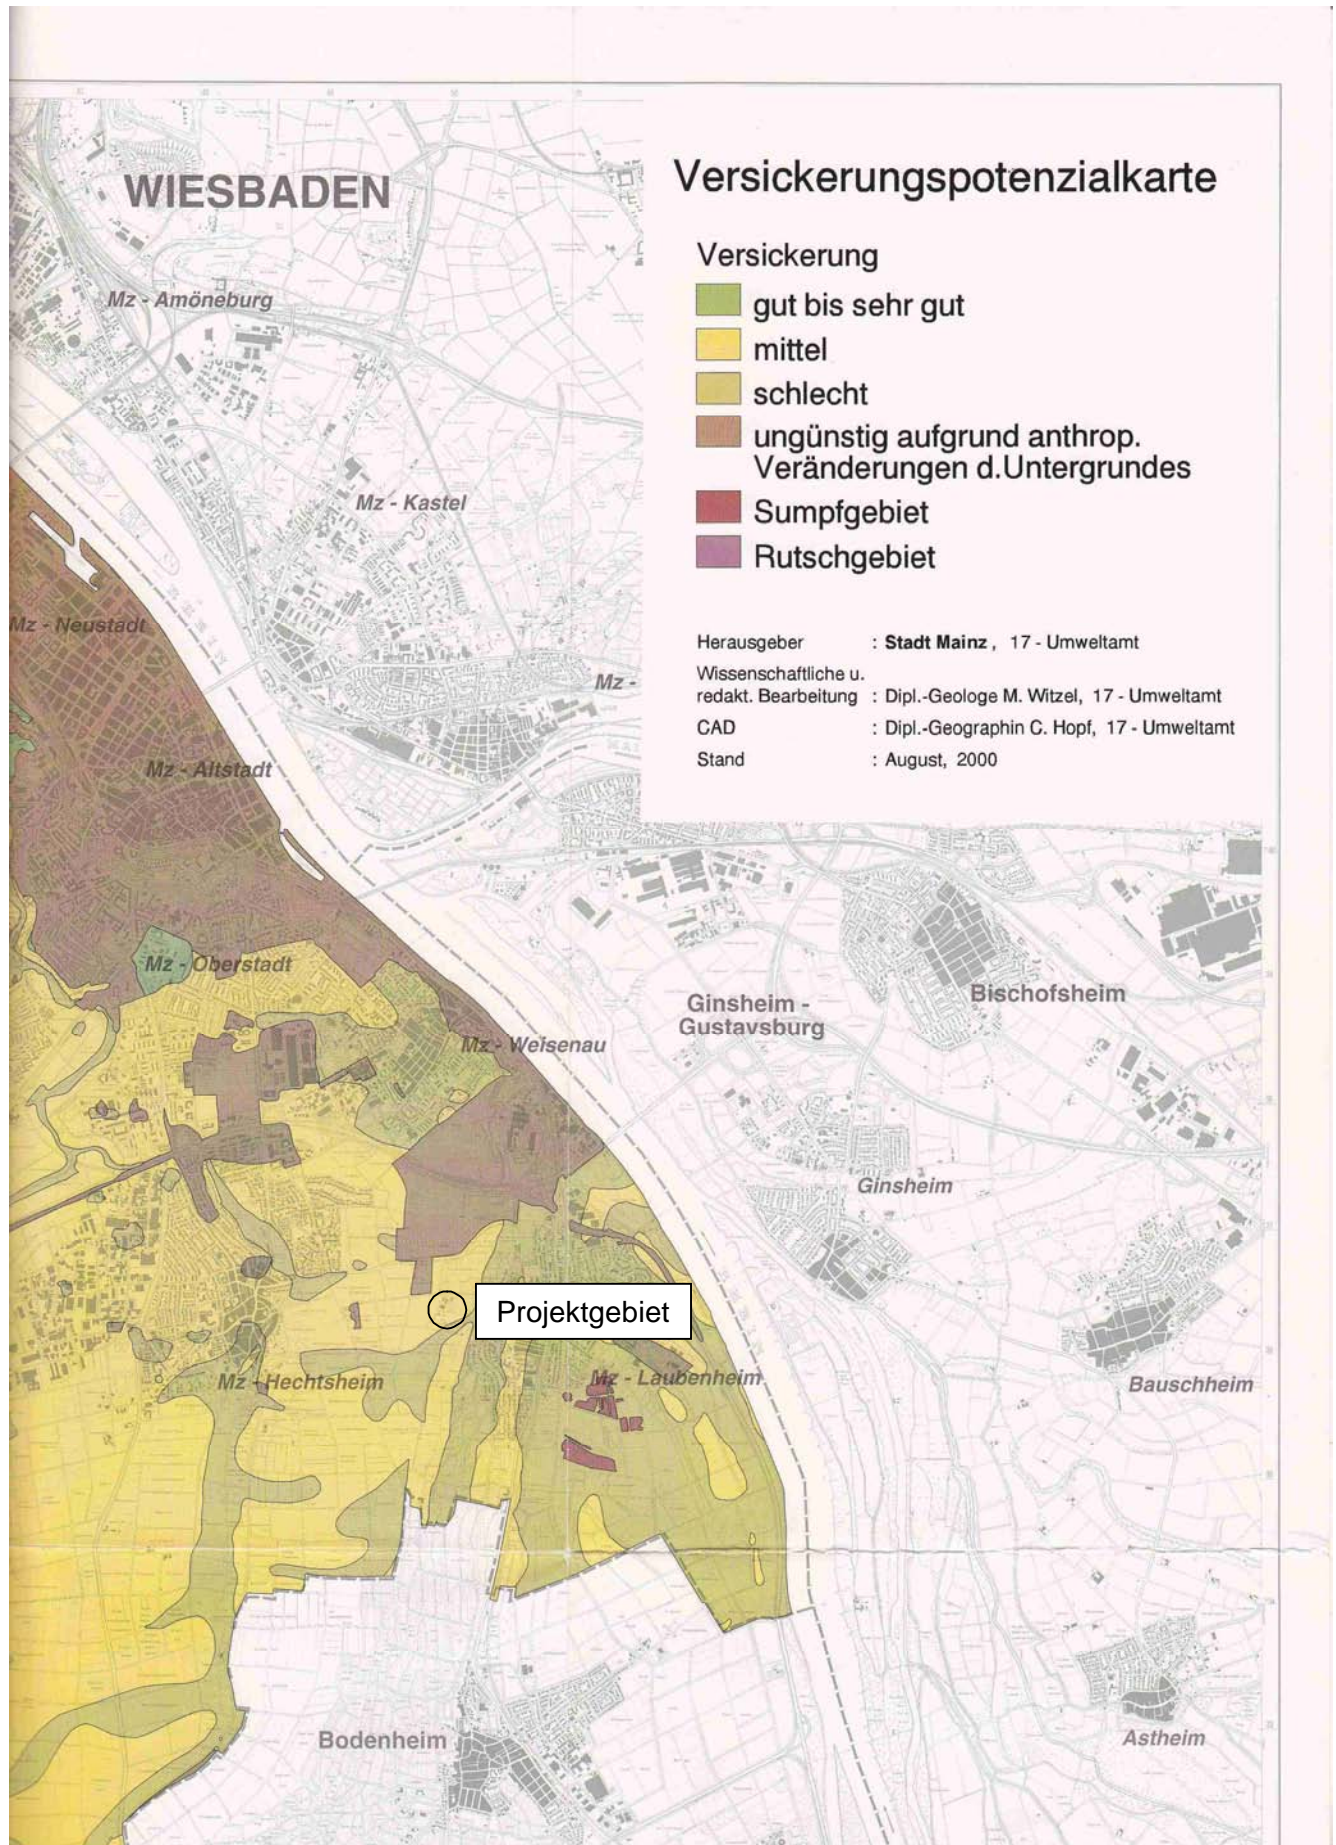 WIESBADEN
Versickerungspotenzialkarte
Versickerung
gut bis sehr gut
mittel
schlecht
ungünstig aufgrund anthrop.
Veränderungen d.Untergrundes
Sumpfgebiet
Rutschgebiet
Herausgeber : Stadt Mainz , 17 - Umweltamt
Wissenschaftliche u.
redakt. Bearbeitung : Dipl.-Geologe M. Witzel, 17 - Umweltamt
CAD : Dipl.-Geographin C. Hopf, 17 - Umweltamt
Stand : August, 2000
Mz - Amöneburg
Mz - Kastel
Mz - Neustadt
Mz -
Mz - Altstadt
Mz - Oberstadt
Ginsheim -
Gustavsburg
Bischofsheim
Mz - Weisenau
Ginsheim
Projektgebiet
Mz - Hechtsheim
Mz - Laubenheim
Bauschheim
Bodenheim
Astheim